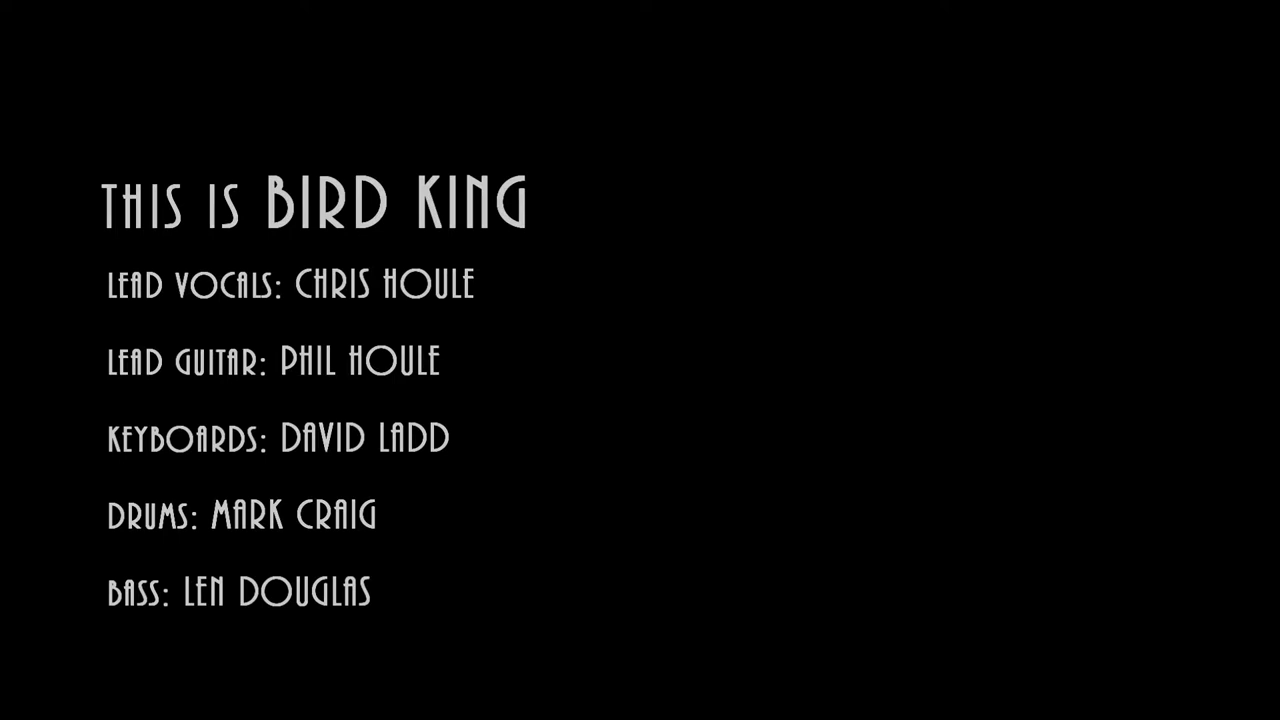 THIS IS BIRD KING
LEAD VOCALS: CHRIS HOULE
LEAD GUITAR: PHIL HOULE
KEYBOARDS: DAVID LADD
DRUMS: MARK CRAIG
BASS: LEN DOUGLAS